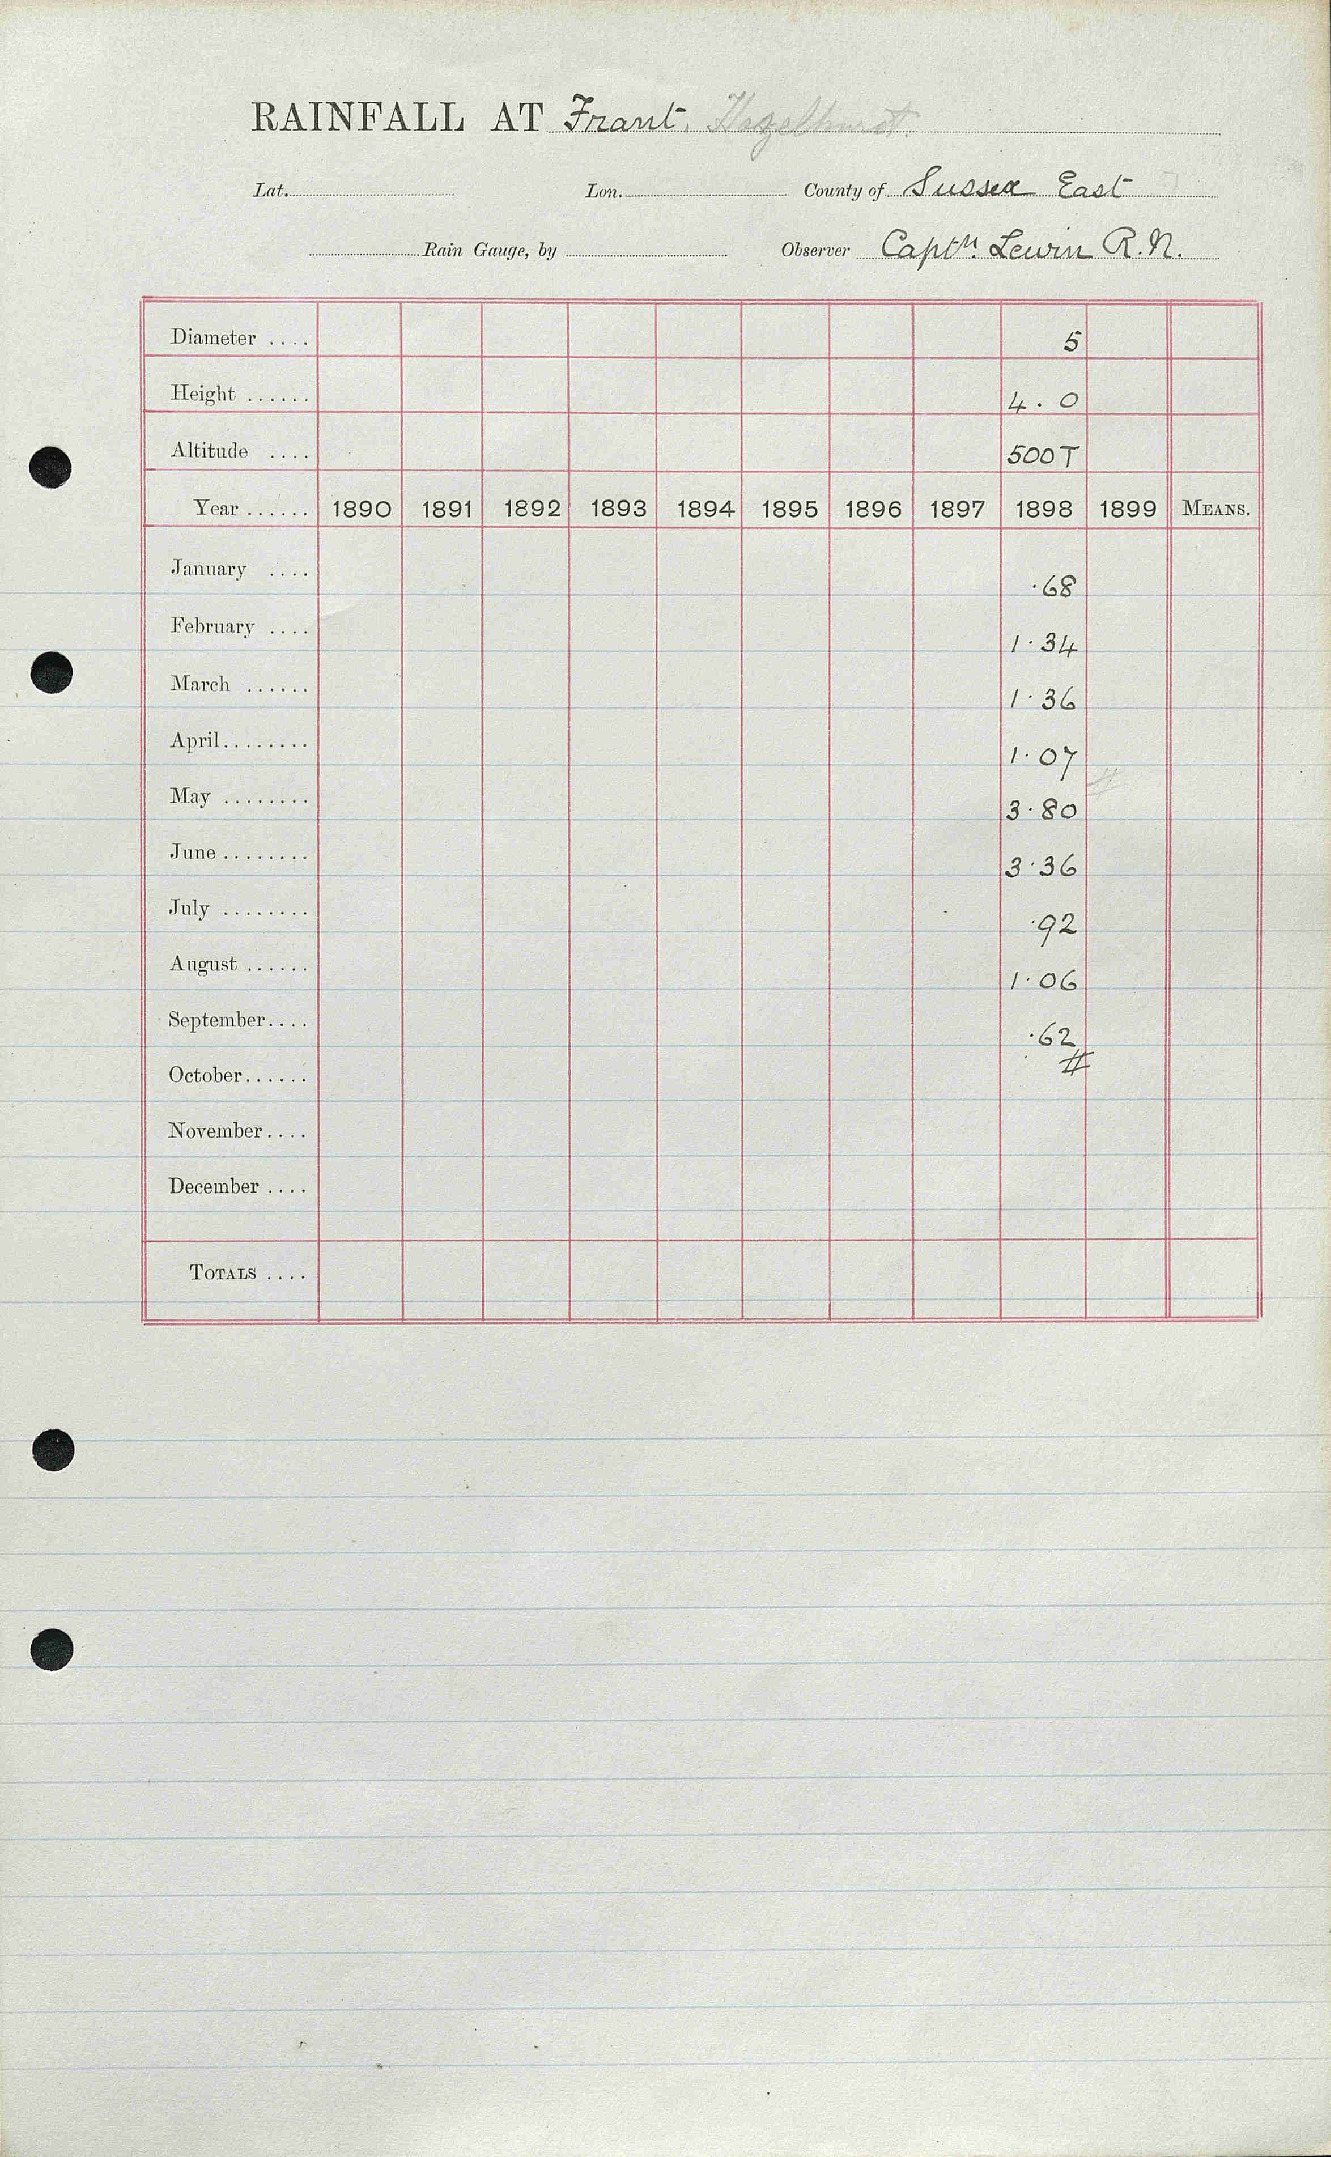 RAINFALL AT Frant. Hazelhurst.
Lat. Lon. County of Sussex East
Rain Gauge, by Observer Captn. Lewin R.N.
Diameter .... 5
Height ...... 4. 0
Altitude .... 500T
Year ...... 1890 1891 1892 1893 1894 1895 1896 1897 1898 1899 MEANS.
January .... ·68
February .... 1·34
March ...... 1·36
April........ 1·07
May ........ 3·80
June ........ 3·36
July ........ ·92
August ...... 1·06
September.... ·62
October......
November....
December ....
TOTALS ....